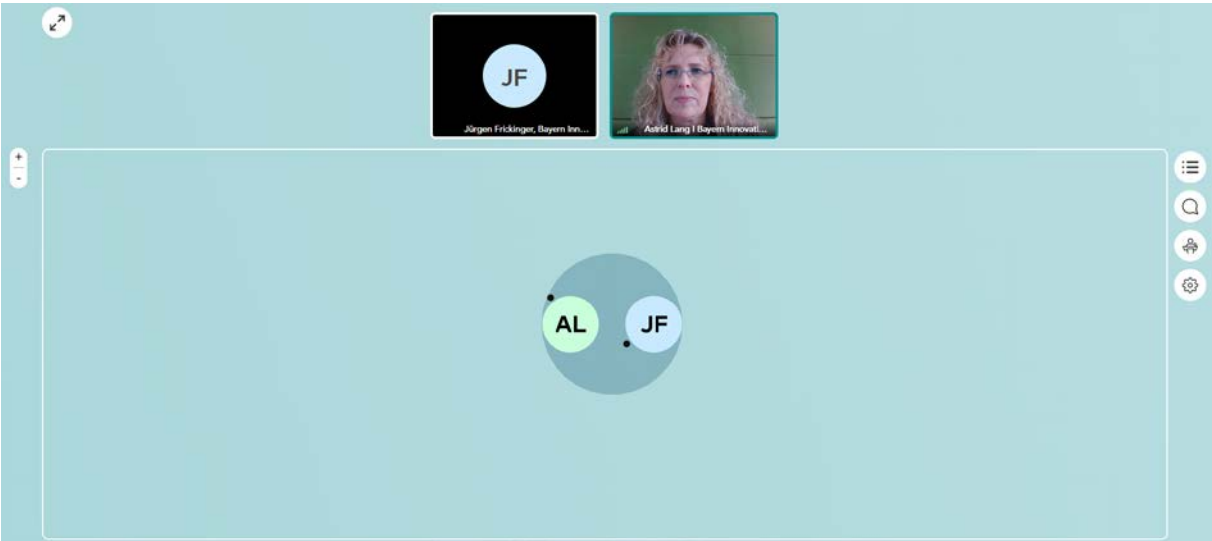 JF
Jürgen Frickinger, Bayern Inn...
Astrid Lang I Bayern Innovati...
+
-
AL
JF